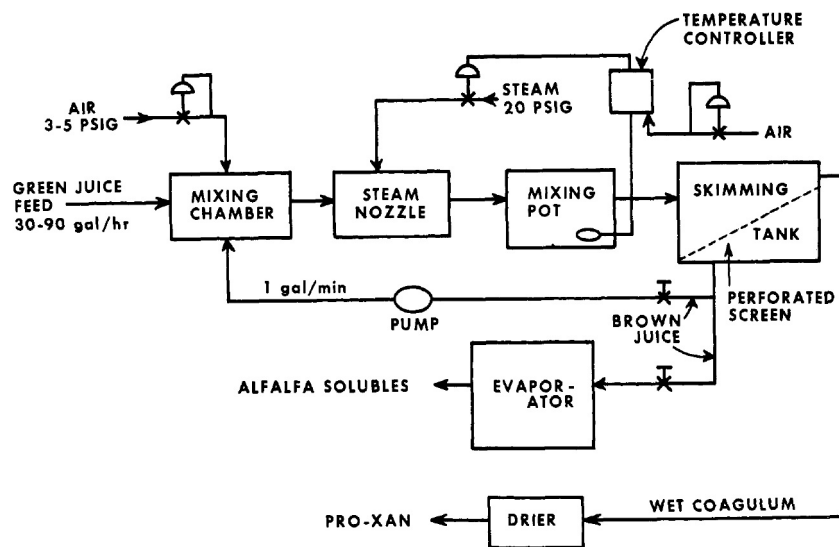 TEMPERATURE
CONTROLLER
AIR
3-5 PSIG
STEAM
20 PSIG
AIR
GREEN JUICE
FEED
30-90 gal/hr
MIXING
CHAMBER
STEAM
NOZZLE
MIXING
POT
SKIMMING
TANK
1 gal/min
PUMP
BROWN
JUICE
PERFORATED
SCREEN
ALFALFA SOLUBLES
EVAPOR-
ATOR
WET COAGULUM
PRO-XAN
DRIER